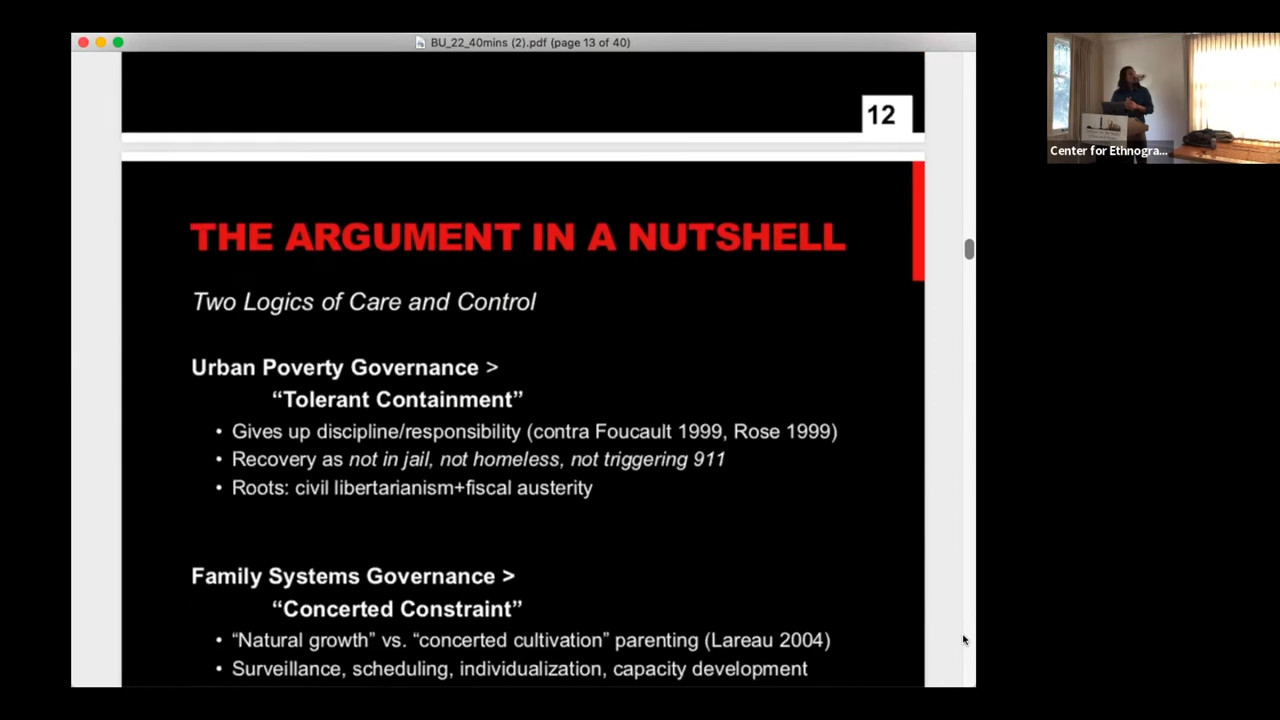 BU_22_40mins (2).pdf (page 13 of 40)
12
THE ARGUMENT IN A NUTSHELL
Two Logics of Care and Control
Urban Poverty Governance >
“Tolerant Containment”
• Gives up discipline/responsibility (contra Foucault 1999, Rose 1999)
• Recovery as not in jail, not homeless, not triggering 911
• Roots: civil libertarianism+fiscal austerity
Family Systems Governance >
“Concerted Constraint”
• “Natural growth” vs. “concerted cultivation” parenting (Lareau 2004)
• Surveillance, scheduling, individualization, capacity development
Center for Ethnogra...